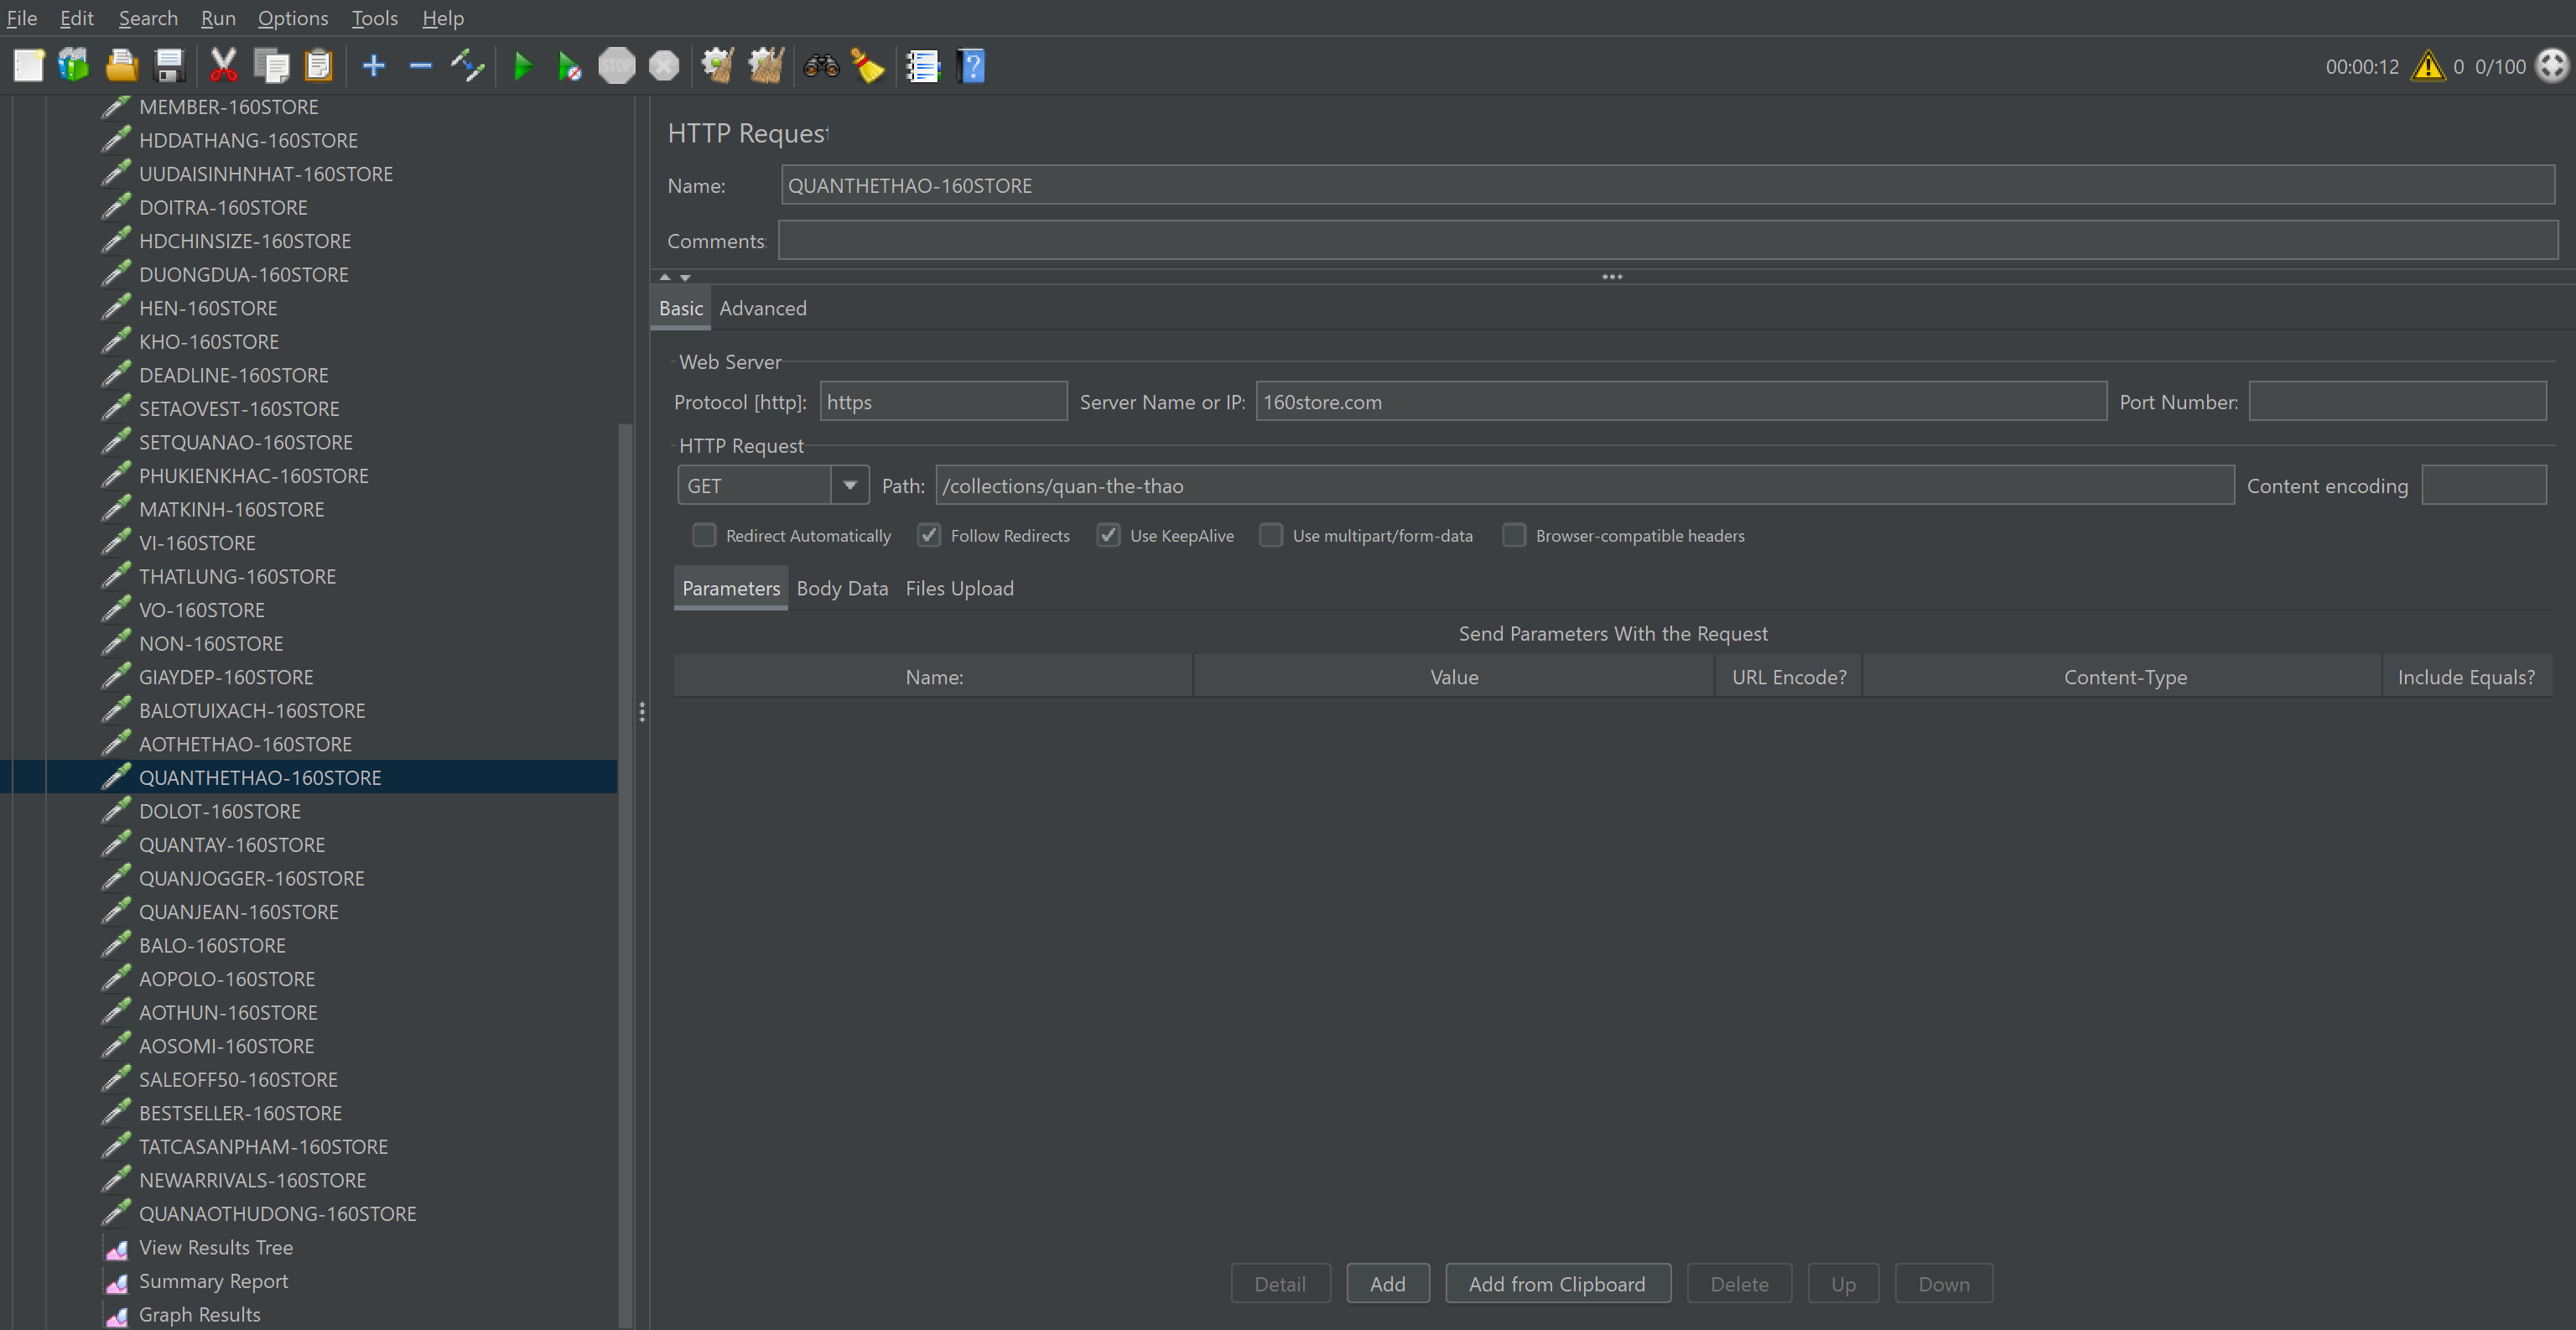 File Edit Search Run Options Tools Help
STOP 00:00:12 0 0/100
MEMBER-160STORE
HDDATHANG-160STORE
UUDAISINHNHAT-160STORE
DOITRA-160STORE
HDCHINSIZE-160STORE
DUONGDUA-160STORE
HEN-160STORE
KHO-160STORE
DEADLINE-160STORE
SETAOVEST-160STORE
SETQUANAO-160STORE
PHUKIENKHAC-160STORE
MATKINH-160STORE
VI-160STORE
THATLUNG-160STORE
VO-160STORE
NON-160STORE
GIAYDEP-160STORE
BALOTUIXACH-160STORE
AOTHETHAO-160STORE
QUANTHETHAO-160STORE
DOLOT-160STORE
QUANTAY-160STORE
QUANJOGGER-160STORE
QUANJEAN-160STORE
BALO-160STORE
AOPOLO-160STORE
AOTHUN-160STORE
AOSOMI-160STORE
SALEOFF50-160STORE
BESTSELLER-160STORE
TATCASANPHAM-160STORE
NEWARRIVALS-160STORE
QUANAOTHUDONG-160STORE
View Results Tree
Summary Report
Graph Results
HTTP Request
Name: QUANTHETHAO-160STORE
Comments:
Basic Advanced
Web Server
Protocol [http]: https Server Name or IP: 160store.com Port Number:
HTTP Request
GET Path: /collections/quan-the-thao Content encoding
Redirect Automatically Follow Redirects Use KeepAlive Use multipart/form-data Browser-compatible headers
Parameters Body Data Files Upload
Send Parameters With the Request
Name: Value URL Encode? Content-Type Include Equals?
Detail Add Add from Clipboard Delete Up Down